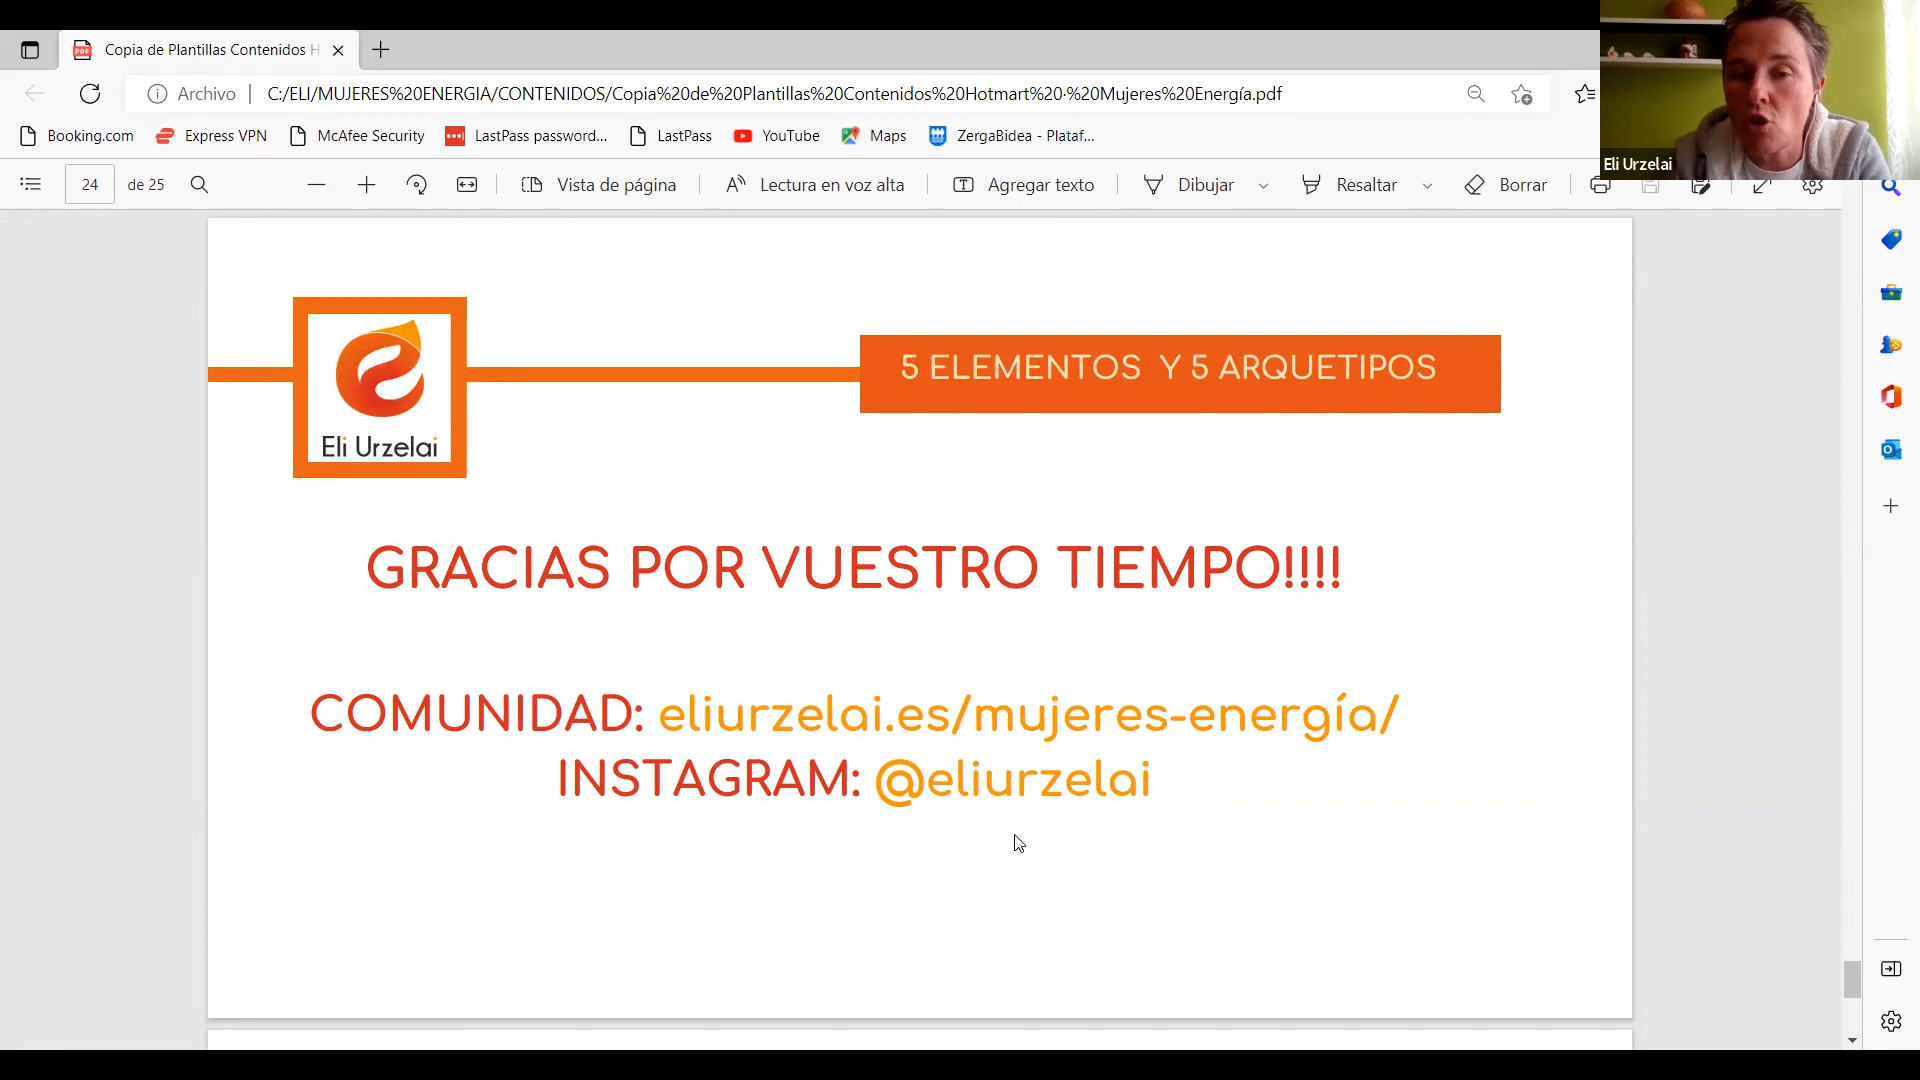 Copia de Plantillas Contenidos H
Archivo
C:/ELI/MUJERES%20ENERGIA/CONTENIDOS/Copia%20de%20Plantillas%20Contenidos%20Hotmart%20·%20Mujeres%20Energía.pdf
Booking.com
Express VPN
McAfee Security
LastPass password...
LastPass
YouTube
Maps
ZergaBidea - Plataf...
Eli Urzelai
24
de 25
Vista de página
Lectura en voz alta
Agregar texto
Dibujar
Resaltar
Borrar
5 ELEMENTOS Y 5 ARQUETIPOS
Eli Urzelai
GRACIAS POR VUESTRO TIEMPO!!!!
COMUNIDAD: eliurzelai.es/mujeres-energía/
INSTAGRAM: @eliurzelai